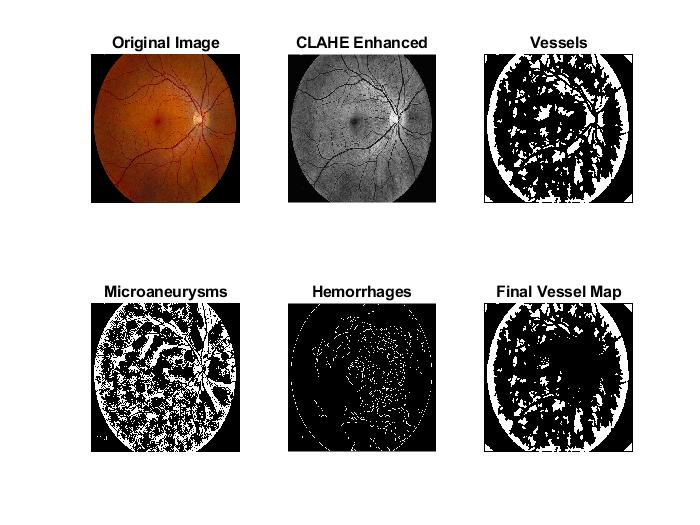 Original Image
CLAHE Enhanced
Vessels
Microaneurysms
Hemorrhages
Final Vessel Map